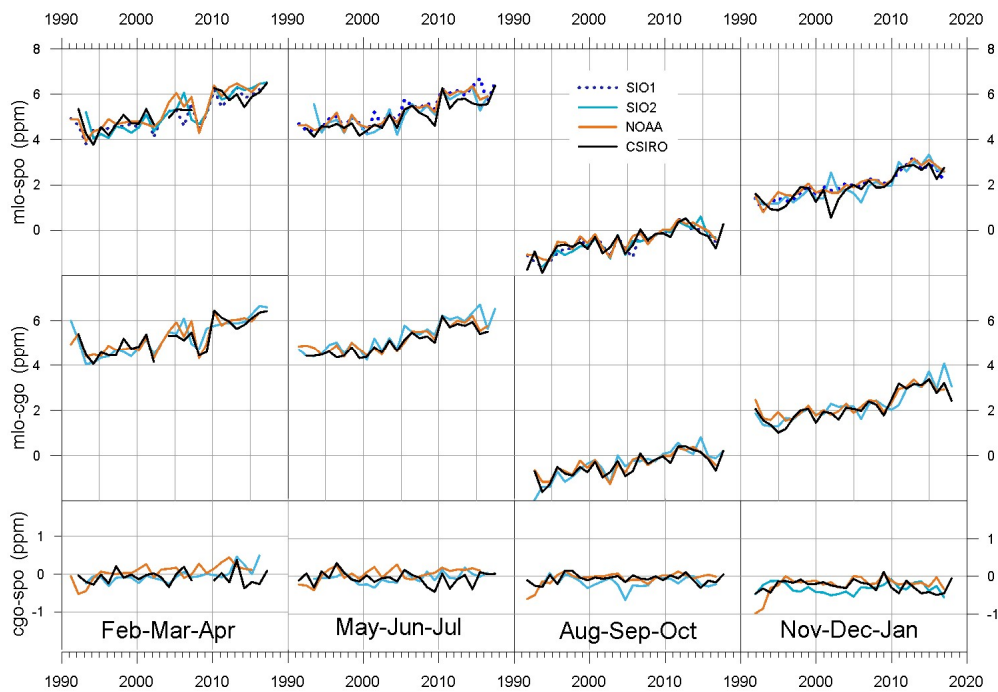 1990 2000 2010 1990 2000 2010 1990 2000 2010 1990 2000 2010 2020
8 8
6 6
4 4
2 2
0 0
mlo-spo (ppm)
SIO1
SIO2
NOAA
CSIRO
6 6
4 4
2 2
0 0
mlo-cgo (ppm)
1 1
0 0
-1 -1
cgo-spo (ppm)
Feb-Mar-Apr May-Jun-Jul Aug-Sep-Oct Nov-Dec-Jan
1990 2000 2010 1990 2000 2010 1990 2000 2010 1990 2000 2010 2020